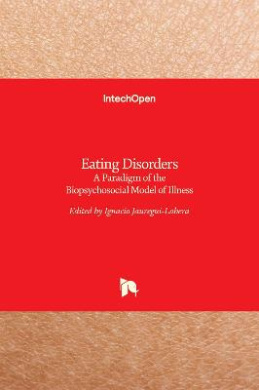 IntechOpen
Eating Disorders
A Paradigm of the
Biopsychosocial Model of Illness
Edited by Ignacio Jauregui-Lobera